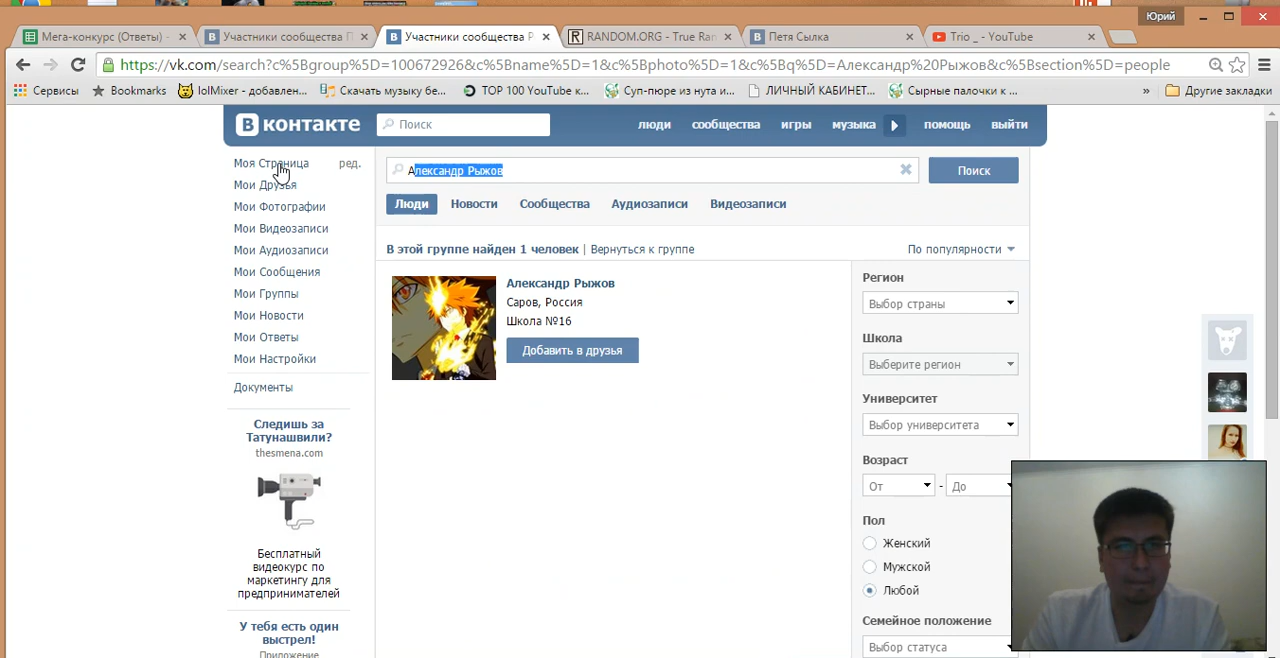 Юрий
Мега-конкурс (Ответы) -
Участники сообщества П
Участники сообщества Р
RANDOM.ORG - True Ran
Петя Сылка
Trio _ - YouTube
https://vk.com/search?c%5Bgroup%5D=100672926&c%5Bname%5D=1&c%5Bphoto%5D=1&c%5Bq%5D=Александр%20Рыжов&c%5Bsection%5D=people
Сервисы
Bookmarks
lolMixer - добавлен...
Скачать музыку бе...
TOP 100 YouTube к...
Суп-пюре из нута и...
ЛИЧНЫЙ КАБИНЕТ...
Сырные палочки к ...
» Другие закладки
В контакте
Поиск
люди
сообщества
игры
музыка
помощь
выйти
Моя Страница
ред.
Мои Друзья
Мои Фотографии
Мои Видеозаписи
Мои Аудиозаписи
Мои Сообщения
Мои Группы
Мои Новости
Мои Ответы
Мои Настройки
Документы
Следишь за
Татунашвили?
thesmena.com
Бесплатный
видеокурс по
маркетингу для
предпринимателей
У тебя есть один
выстрел!
Приложение
Александр Рыжов
Поиск
Люди
Новости
Сообщества
Аудиозаписи
Видеозаписи
В этой группе найден 1 человек | Вернуться к группе
По популярности
Александр Рыжов
Саров, Россия
Школа №16
Добавить в друзья
Регион
Выбор страны
Школа
Выберите регион
Университет
Выбор университета
Возраст
От - До
Пол
Женский
Мужской
Любой
Семейное положение
Выбор статуса